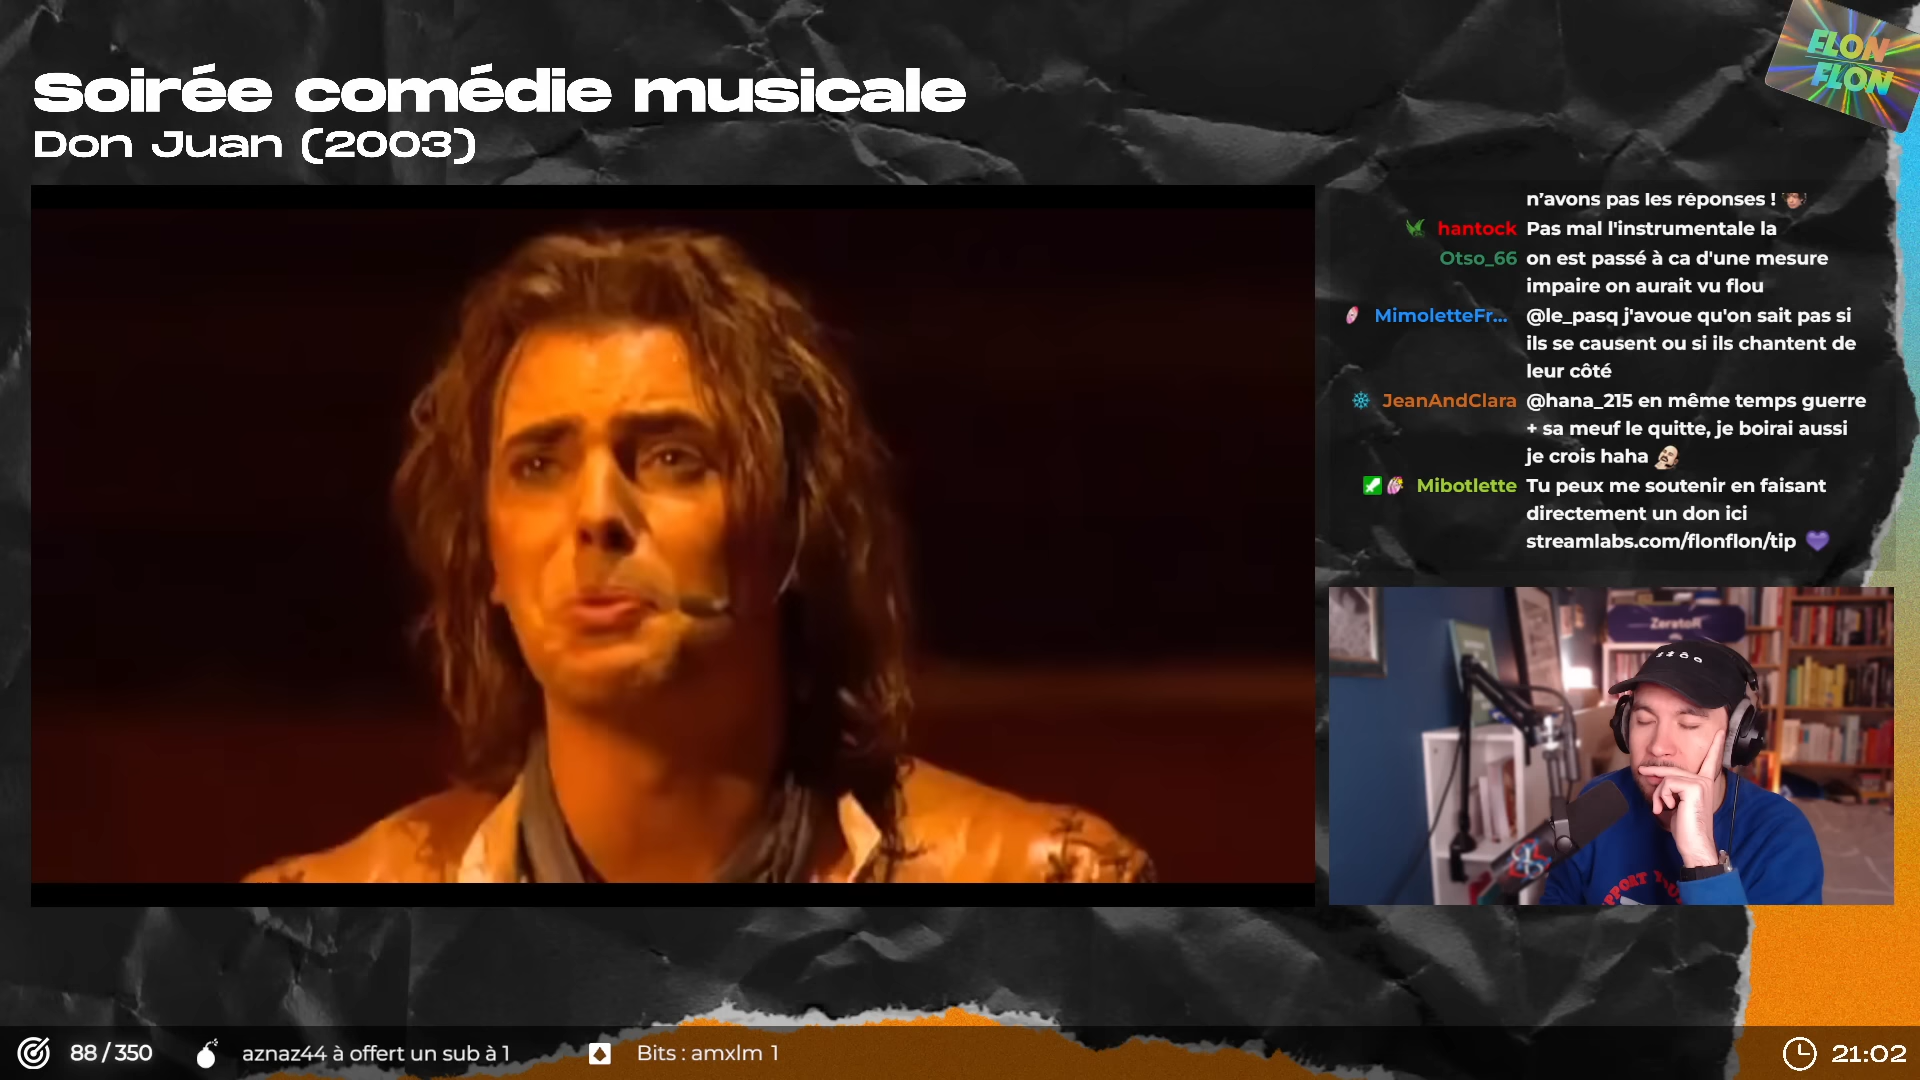 Soirée comédie musicale
Don Juan (2003)
FLON
FLON
n'avons pas les réponses !
hantock Pas mal l'instrumentale la
Otso_66 on est passé à ca d'une mesure
impaire on aurait vu flou
MimoletteFr... @le_pasq j'avoue qu'on sait pas si
ils se causent ou si ils chantent de
leur côté
JeanAndClara @hana_215 en même temps guerre
+ sa meuf le quitte, je boirai aussi
je crois haha
Mibotlette Tu peux me soutenir en faisant
directement un don ici
streamlabs.com/flonflon/tip
ZeratoR
88 / 350
aznaz44 à offert un sub à 1
Bits : amxlm 1
21:02